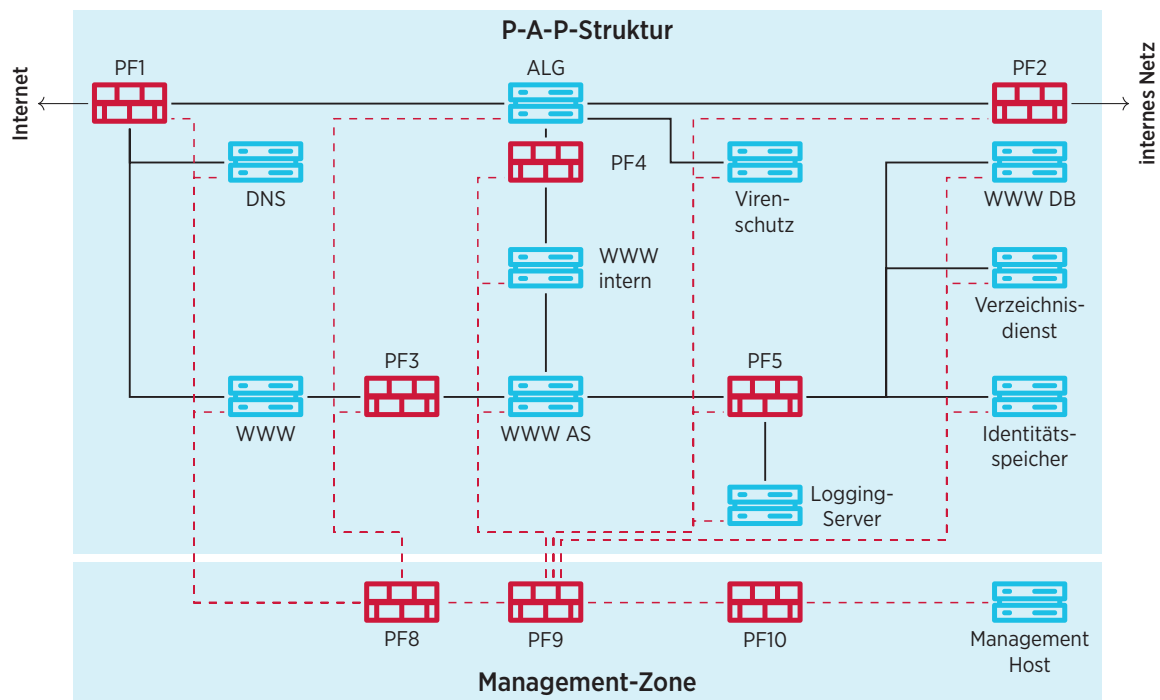 P-A-P-Struktur
Internet
PF1
ALG
PF2
internes Netz
DNS
PF4
Viren-
schutz
WWW DB
WWW
intern
Verzeichnis-
dienst
PF3
PF5
WWW
WWW AS
Identitäts-
speicher
Logging-
Server
PF8
PF9
PF10
Management
Host
Management-Zone